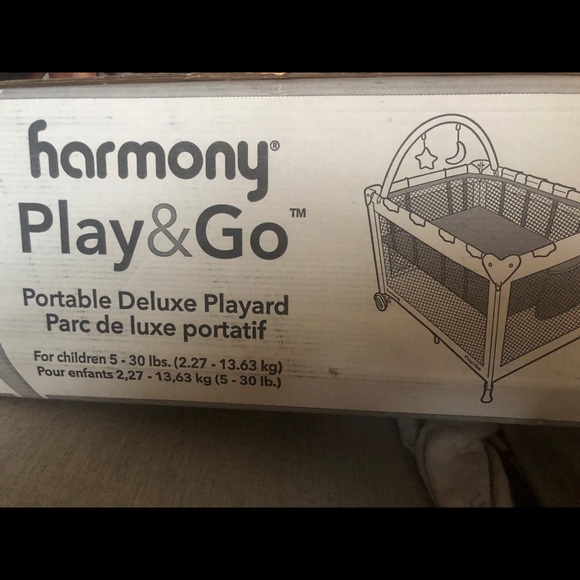 harmony®
Play&Go™
Portable Deluxe Playard
Parc de luxe portatif
For children 5 - 30 lbs. (2.27 - 13.63 kg)
Pour enfants 2,27 - 13,63 kg (5 - 30 lb.)